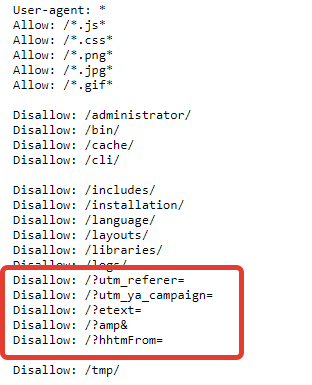 User-agent: *
Allow: /*.js*
Allow: /*.css*
Allow: /*.png*
Allow: /*.jpg*
Allow: /*.gif*
Disallow: /administrator/
Disallow: /bin/
Disallow: /cache/
Disallow: /cli/
Disallow: /includes/
Disallow: /installation/
Disallow: /language/
Disallow: /layouts/
Disallow: /libraries/
Disallow: /logs/
Disallow: /?utm_referer=
Disallow: /?utm_ya_campaign=
Disallow: /?etext=
Disallow: /?amp&
Disallow: /?hhtmFrom=
Disallow: /tmp/